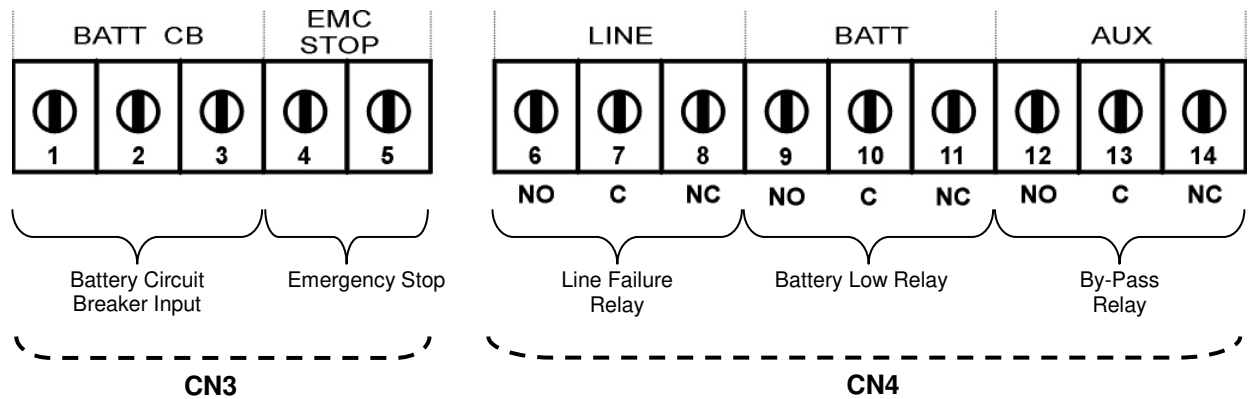 BATT CB
EMC
STOP
LINE
BATT
AUX
1 2 3 4 5 6 7 8 9 10 11 12 13 14
NO C NC NO C NC NO C NC
Battery Circuit
Breaker Input
Emergency Stop
Line Failure
Relay
Battery Low Relay
By-Pass
Relay
CN3
CN4